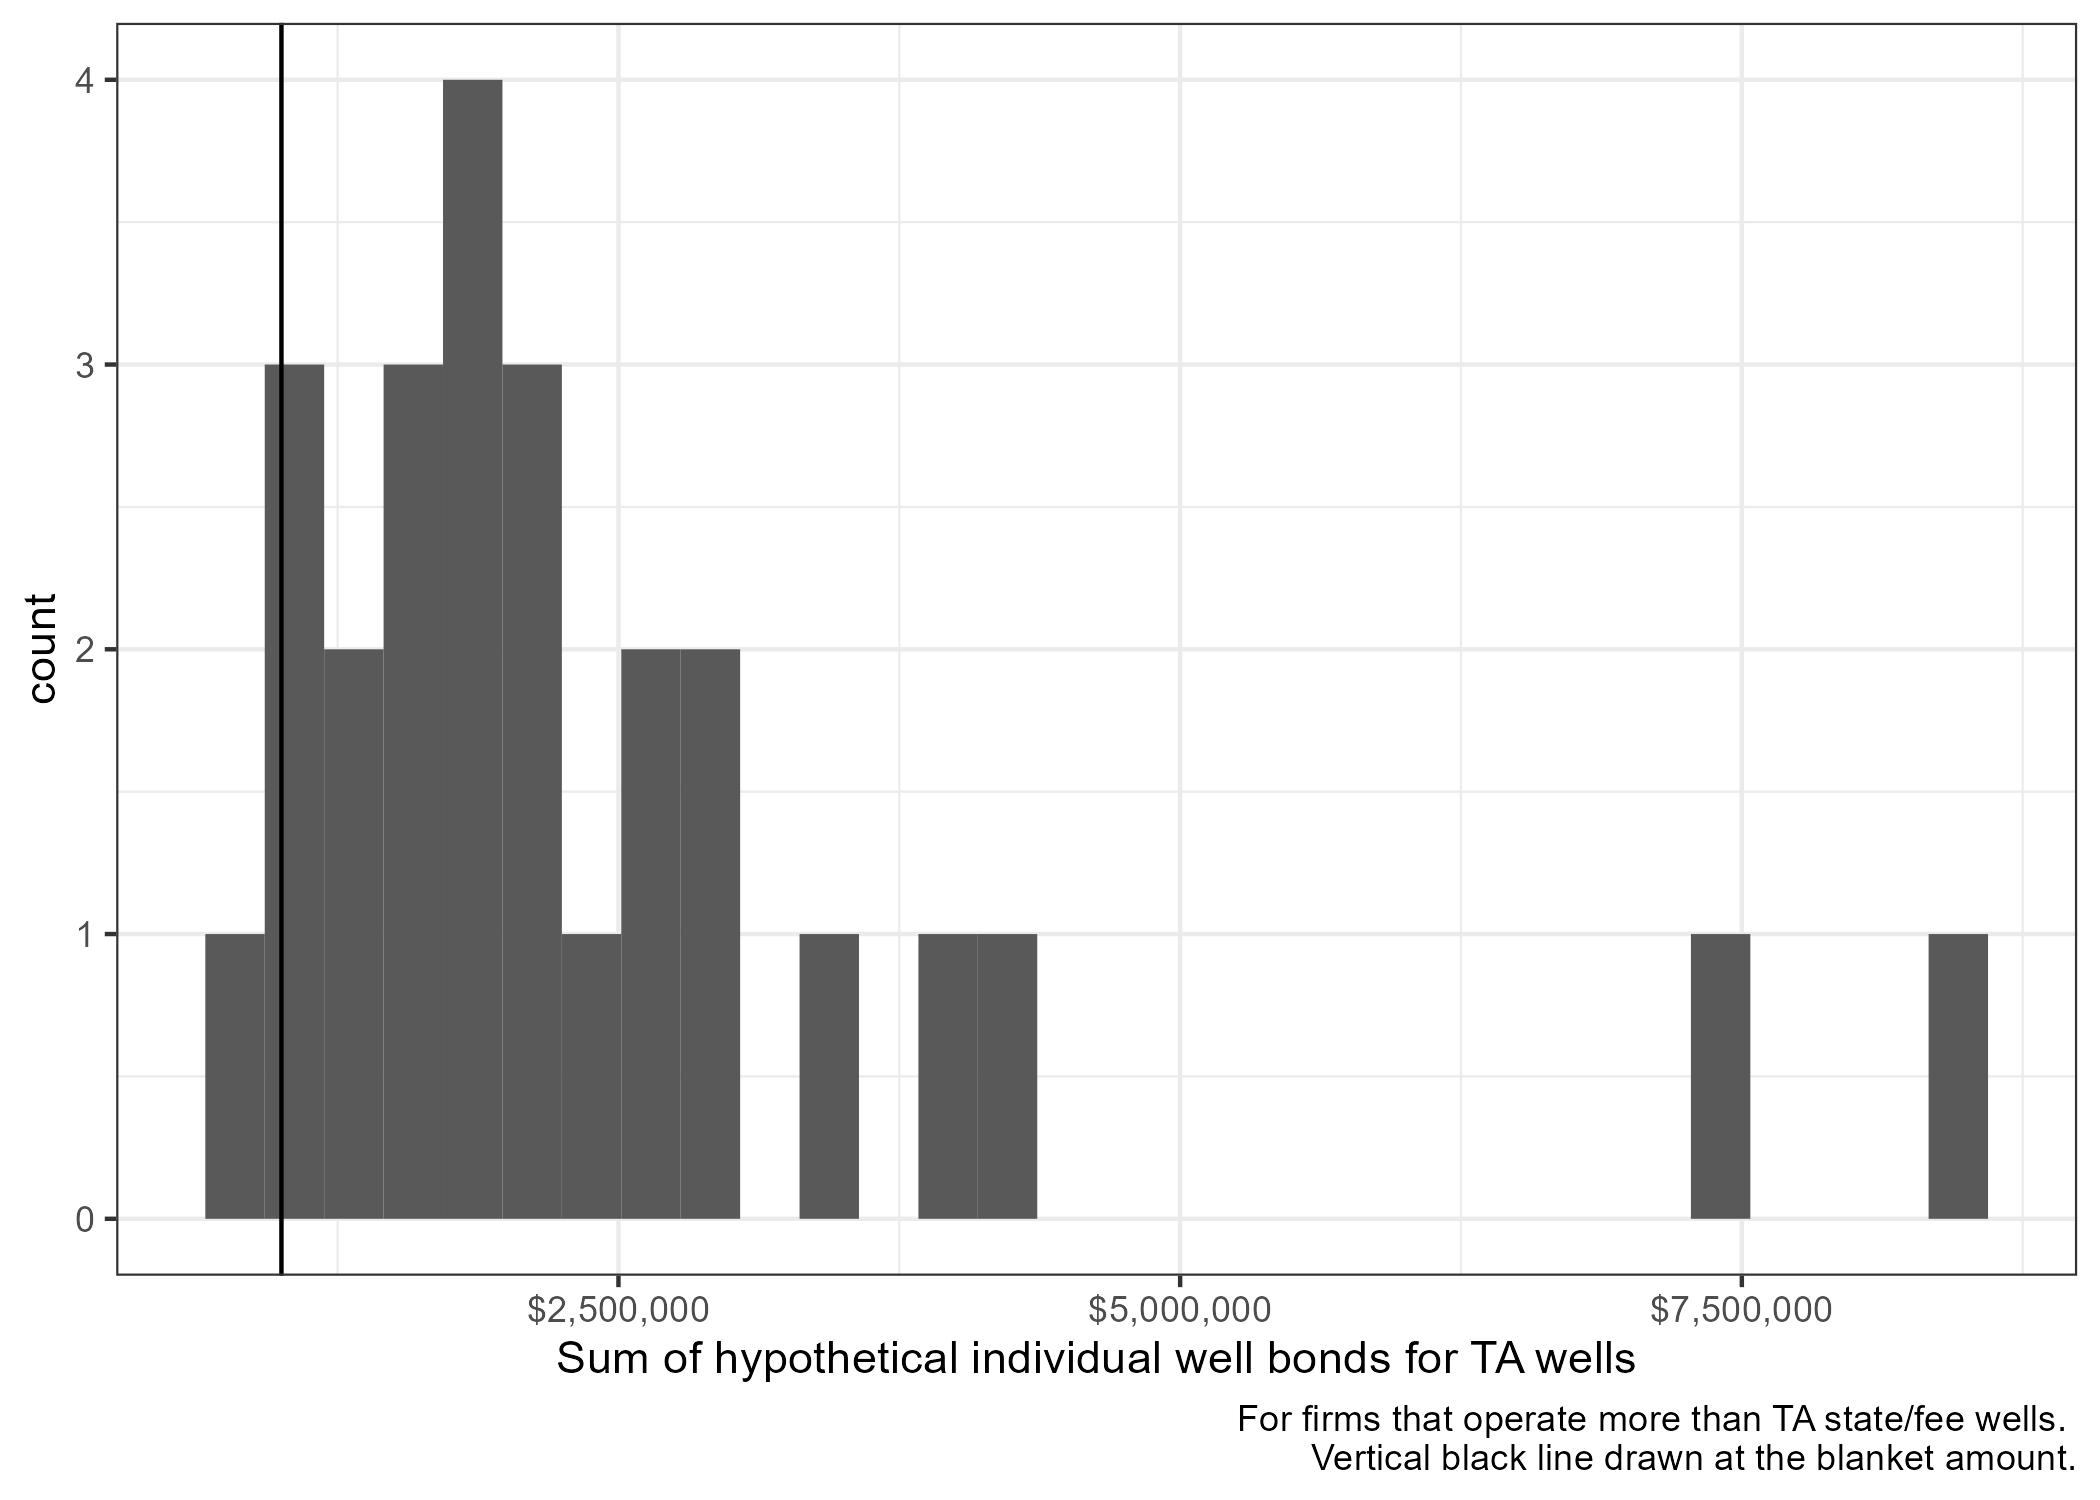 4
3
2
1
0
count
$2,500,000
$5,000,000
$7,500,000
Sum of hypothetical individual well bonds for TA wells
For firms that operate more than TA state/fee wells.
Vertical black line drawn at the blanket amount.